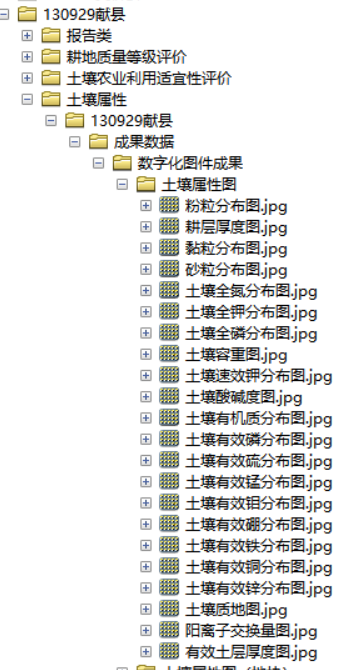 130929献县
报告类
耕地质量等级评价
土壤农业利用适宜性评价
土壤属性
130929献县
成果数据
数字化图件成果
土壤属性图
粉粒分布图.jpg
耕层厚度图.jpg
黏粒分布图.jpg
砂粒分布图.jpg
土壤全氮分布图.jpg
土壤全钾分布图.jpg
土壤全磷分布图.jpg
土壤容重图.jpg
土壤速效钾分布图.jpg
土壤酸碱度图.jpg
土壤有机质分布图.jpg
土壤有效磷分布图.jpg
土壤有效硫分布图.jpg
土壤有效锰分布图.jpg
土壤有效钼分布图.jpg
土壤有效硼分布图.jpg
土壤有效铁分布图.jpg
土壤有效铜分布图.jpg
土壤有效锌分布图.jpg
土壤质地图.jpg
阳离子交换量图.jpg
有效土层厚度图.jpg